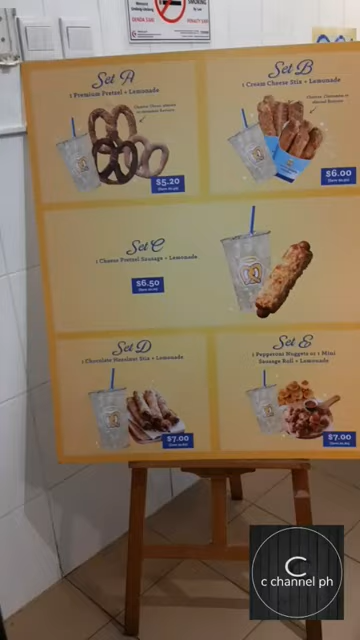 SMOKING
Set A
1 Premium Pretzel + Lemonade
$5.20
Set B
1 Cream Cheese Stix + Lemonade
$6.00
Set C
1 Cheese Pretzel Sausage + Lemonade
$6.50
Set D
1 Chocolate Hazelnut Stix + Lemonade
$7.00
Set E
1 Pepperoni Nuggets or 1 Mini
Sausage Roll + Lemonade
$7.00
C
c channel ph